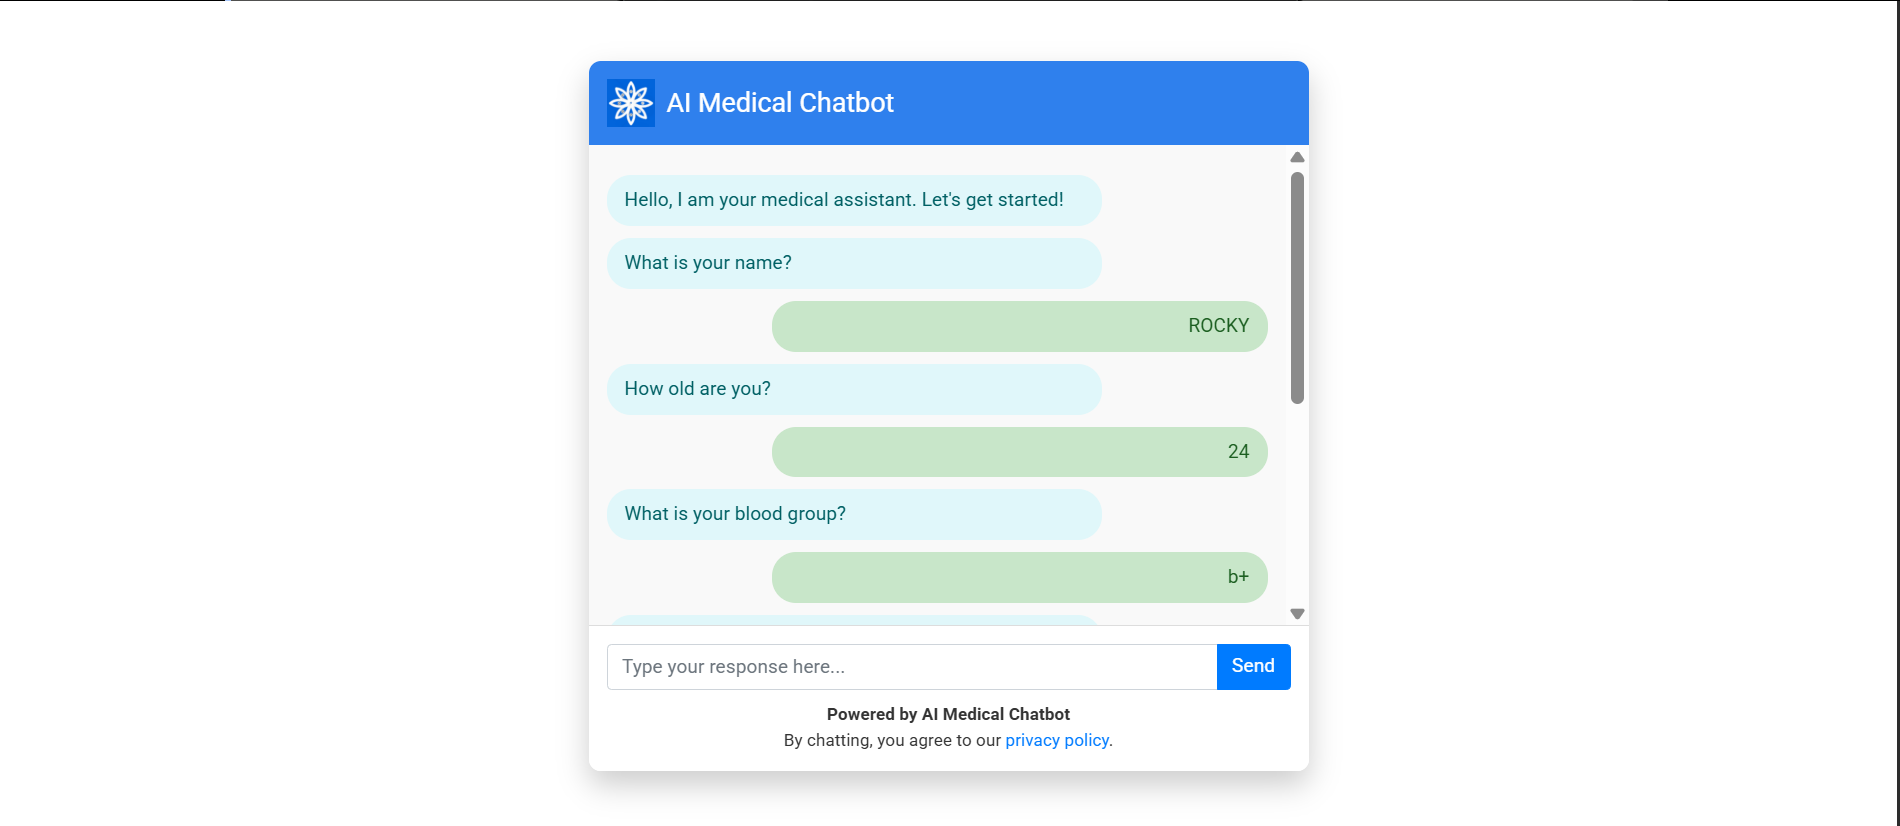 AI Medical Chatbot
Hello, I am your medical assistant. Let's get started!
What is your name?
ROCKY
How old are you?
24
What is your blood group?
b+
Type your response here...
Send
Powered by AI Medical Chatbot
By chatting, you agree to our privacy policy.